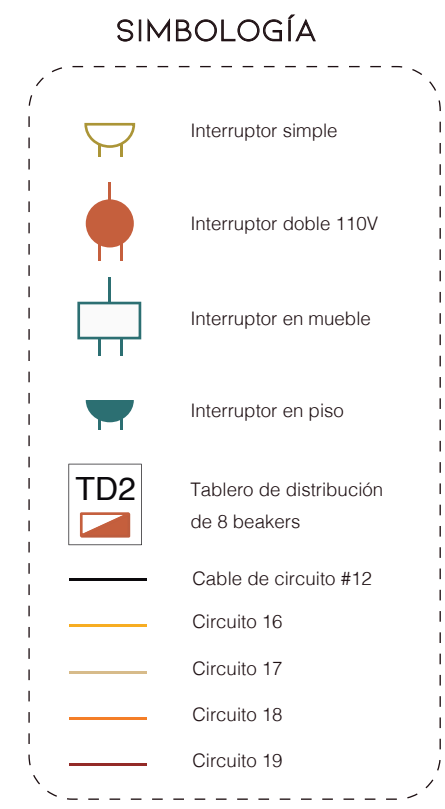 SIMBOLOGÍA
Interruptor simple
Interruptor doble 110V
Interruptor en mueble
Interruptor en piso
TD2
Tablero de distribución
de 8 beakers
Cable de circuito #12
Circuito 16
Circuito 17
Circuito 18
Circuito 19